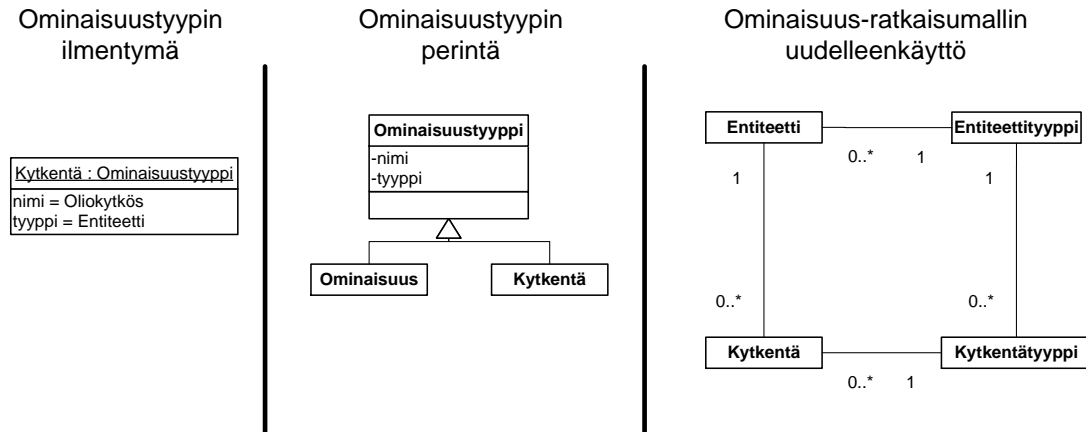 Ominaisuustyypin
ilmentymä
Kytkentä : Ominaisuustyyppi
nimi = Oliokytkös
tyyppi = Entiteetti
Ominaisuustyypin
perintä
Ominaisuustyyppi
-nimi
-tyyppi
Ominaisuus
Kytkentä
Ominaisuus-ratkaisumallin
uudelleenkäyttö
Entiteetti
Entiteettityyppi
0..*
1
1
1
0..*
0..*
Kytkentä
Kytkentätyyppi
0..*
1